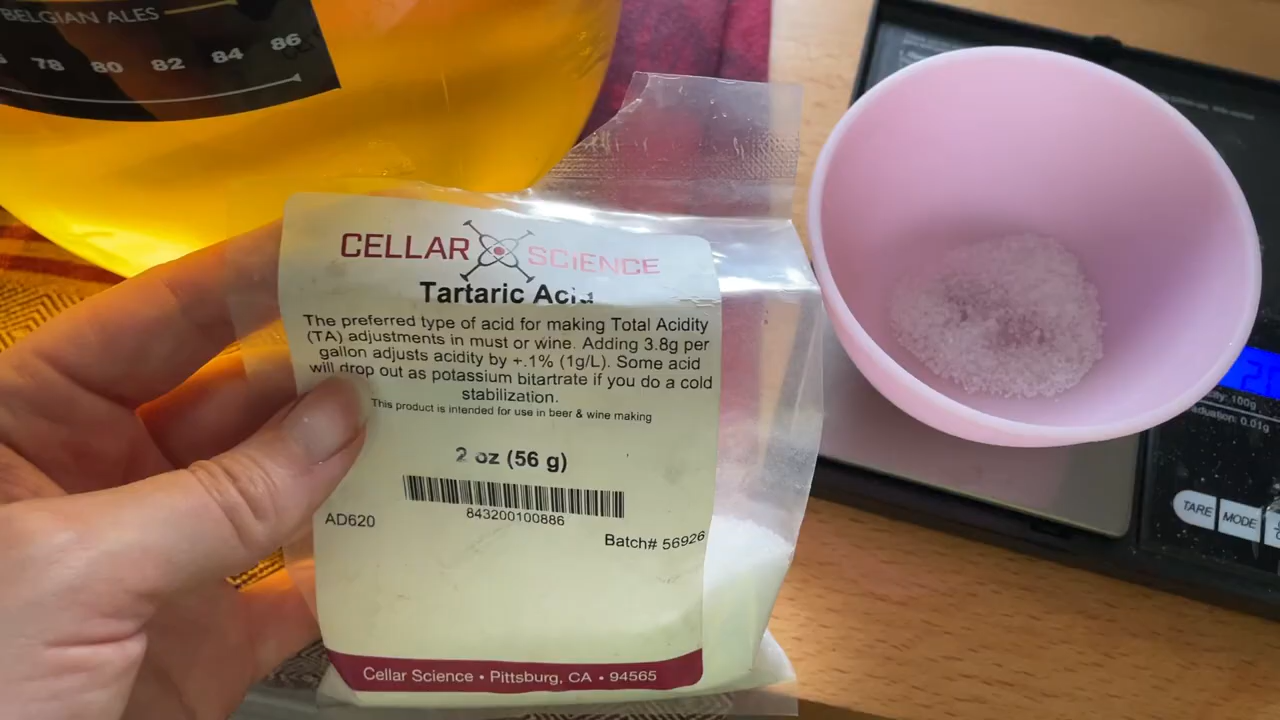 BELGIAN ALES
78 80 82 84 86
CELLAR SCIENCE
Tartaric Acid
The preferred type of acid for making Total Acidity
(TA) adjustments in must or wine. Adding 3.8g per
gallon adjusts acidity by +.1% (1g/L). Some acid
will drop out as potassium bitartrate if you do a cold
stabilization.
This product is intended for use in beer & wine making
2 oz (56 g)
843200100886
AD620
Batch# 56926
Cellar Science • Pittsburg, CA • 94565
100g
0.01g
TARE MODE